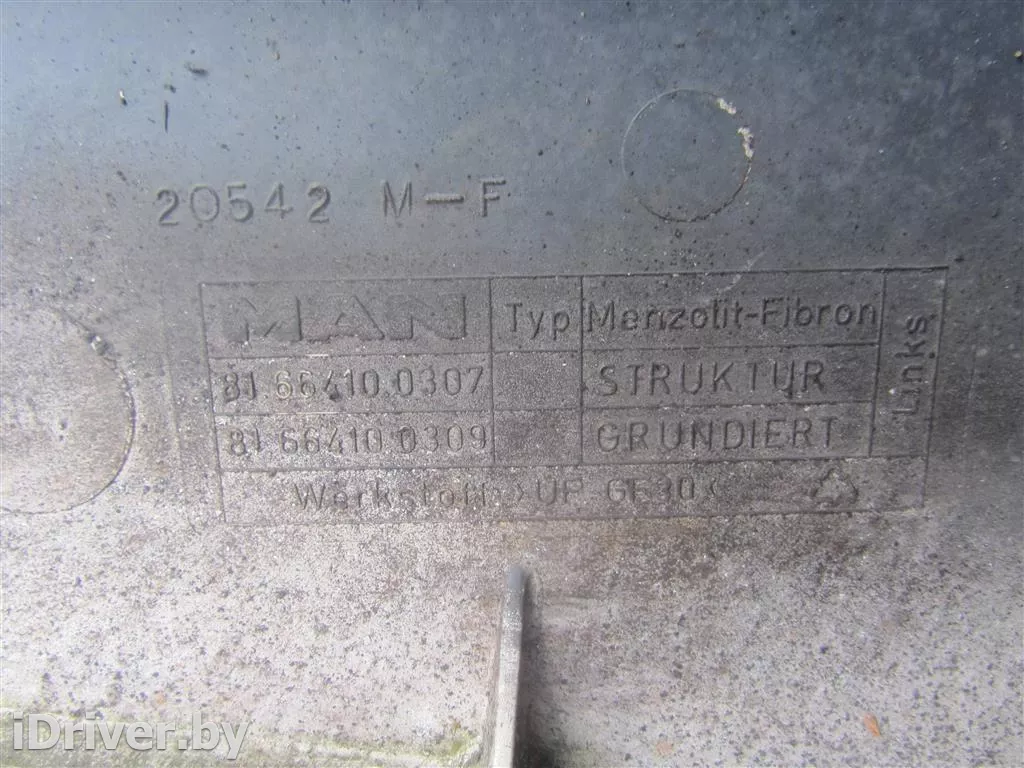 20542 M-F
MAN Typ Menzolit-Fibron
81.66410.0307 STRUKTUR
81.66410.0309 GRUNDIERT
Links
Werkstoff >UP GF30<
iDriver.by